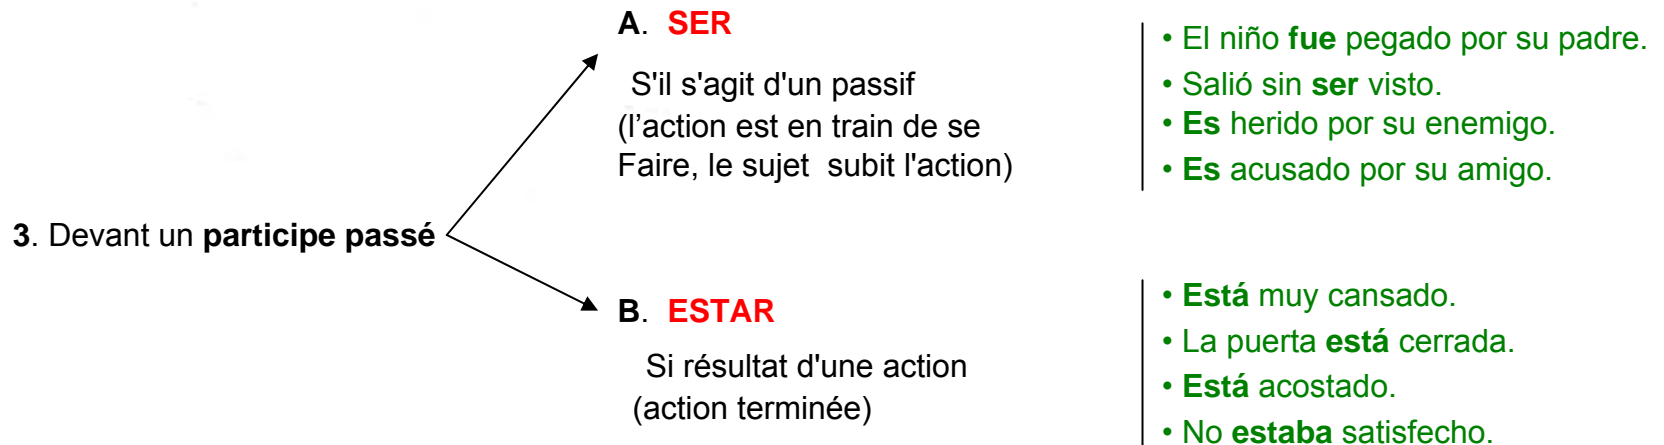 A. SER
S'il s'agit d'un passif
(l’action est en train de se
Faire, le sujet subit l'action)
• El niño fue pegado por su padre.
• Salió sin ser visto.
• Es herido por su enemigo.
• Es acusado por su amigo.
3. Devant un participe passé
B. ESTAR
Si résultat d'une action
(action terminée)
• Está muy cansado.
• La puerta está cerrada.
• Está acostado.
• No estaba satisfecho.